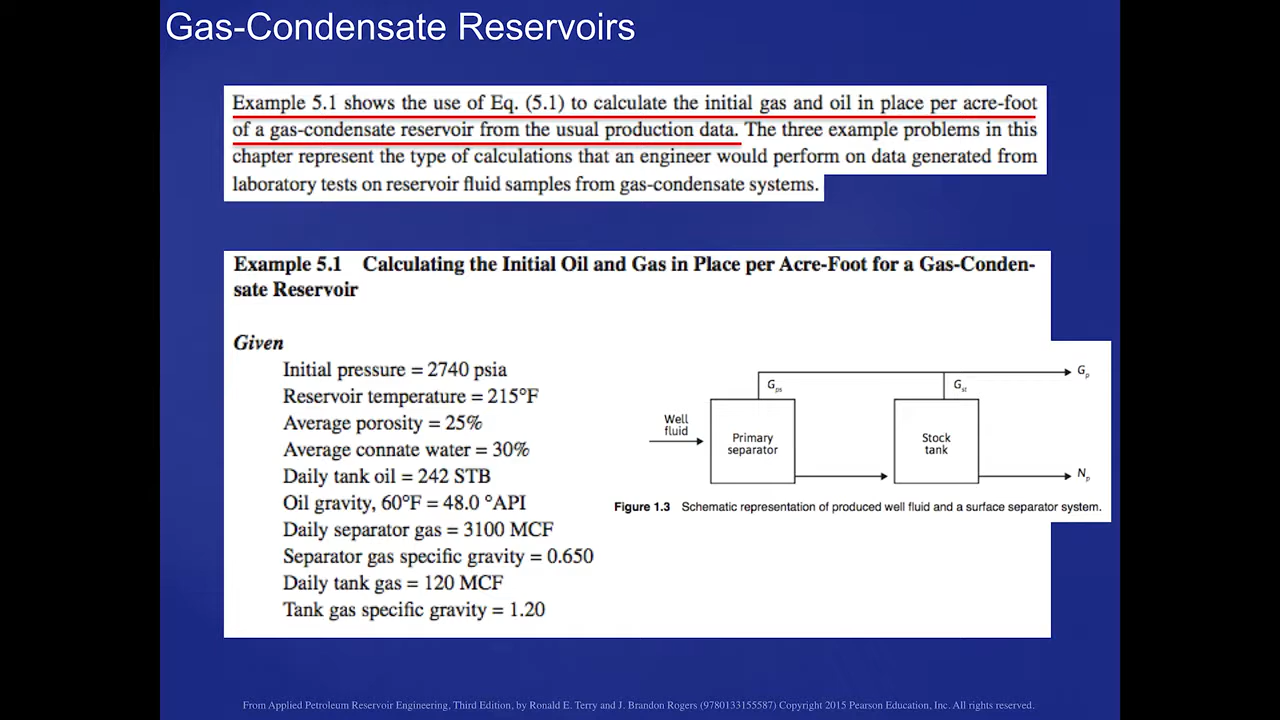 Gas-Condensate Reservoirs
Example 5.1 shows the use of Eq. (5.1) to calculate the initial gas and oil in place per acre-foot
of a gas-condensate reservoir from the usual production data. The three example problems in this
chapter represent the type of calculations that an engineer would perform on data generated from
laboratory tests on reservoir fluid samples from gas-condensate systems.
Example 5.1 Calculating the Initial Oil and Gas in Place per Acre-Foot for a Gas-Conden-
sate Reservoir
Given
Initial pressure = 2740 psia
Reservoir temperature = 215°F
Average porosity = 25%
Average connate water = 30%
Daily tank oil = 242 STB
Oil gravity, 60°F = 48.0 °API
Daily separator gas = 3100 MCF
Separator gas specific gravity = 0.650
Daily tank gas = 120 MCF
Tank gas specific gravity = 1.20
Well
fluid
Primary
separator
G_ps
Stock
tank
G_st
G_p
N_p
Figure 1.3 Schematic representation of produced well fluid and a surface separator system.
From Applied Petroleum Reservoir Engineering, Third Edition, by Ronald E. Terry and J. Brandon Rogers (9780133155587) Copyright 2015 Pearson Education, Inc. All rights reserved.